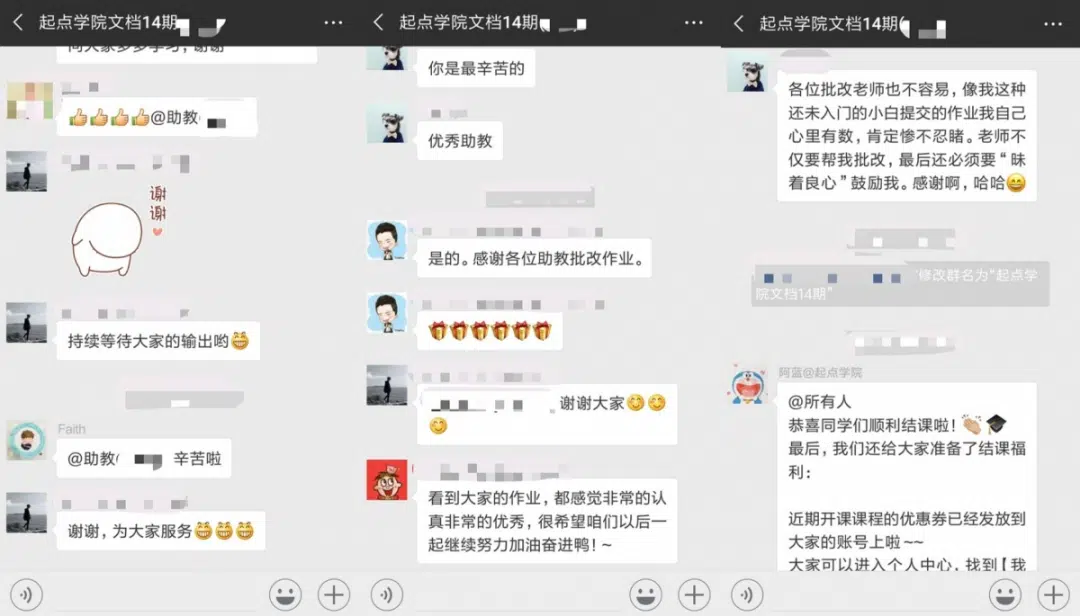 起点学院文档14期
向大家多多学习，谢谢
@助教
谢
谢
持续等待大家的输出哟
Faith
@助教 辛苦啦
谢谢，为大家服务
起点学院文档14期
你是最辛苦的
优秀助教
是的。感谢各位助教批改作业。
谢谢大家
看到大家的作业，都感觉非常的认
真非常的优秀，很希望咱们以后一
起继续努力加油奋进鸭！~
起点学院文档14期(
各位批改老师也不容易，像我这种
还未入门的小白提交的作业我自己
心里有数，肯定惨不忍睹。老师不
仅要帮我批改，最后还必须要“昧
着良心”鼓励我。感谢啊，哈哈
修改群名为“起点学
院文档14期”
阿蓝@起点学院
@所有人
恭喜同学们顺利结课啦！
最后，我们还给大家准备了结课福
利：
近期开课课程的优惠券已经发放到
大家的账号上啦~~
大家可以进入个人中心，找到【我